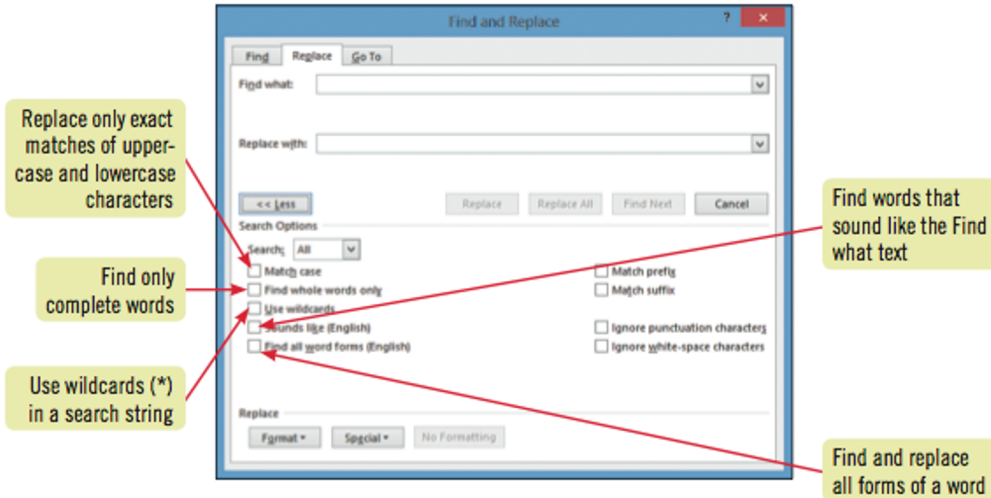 Find and Replace
?
×
Find
Replace
Go To
Find what:
Replace with:
<< Less
Replace
Replace All
Find Next
Cancel
Search Options
Search:
All
Match case
Find whole words only
Use wildcards
Sounds like (English)
Find all word forms (English)
Match prefix
Match suffix
Ignore punctuation characters
Ignore white-space characters
Replace
Format
Special
No Formatting
Replace only exact
matches of upper-
case and lowercase
characters
Find only
complete words
Use wildcards (*)
in a search string
Find words that
sound like the Find
what text
Find and replace
all forms of a word